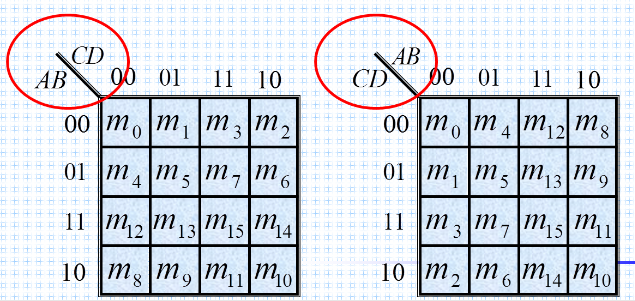 CD AB
AB 00 01 11 10 CD 00 01 11 10
00 m₀ m₁ m₃ m₂ 00 m₀ m₄ m₁₂ m₈
01 m₄ m₅ m₇ m₆ 01 m₁ m₅ m₁₃ m₉
11 m₁₂ m₁₃ m₁₅ m₁₄ 11 m₃ m₇ m₁₅ m₁₁
10 m₈ m₉ m₁₁ m₁₀ 10 m₂ m₆ m₁₄ m₁₀